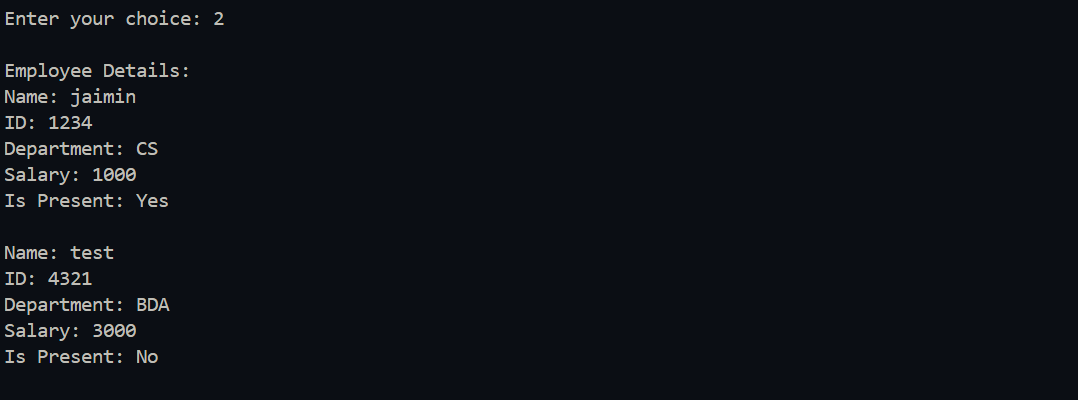 Enter your choice: 2
Employee Details:
Name: jaimin
ID: 1234
Department: CS
Salary: 1000
Is Present: Yes
Name: test
ID: 4321
Department: BDA
Salary: 3000
Is Present: No